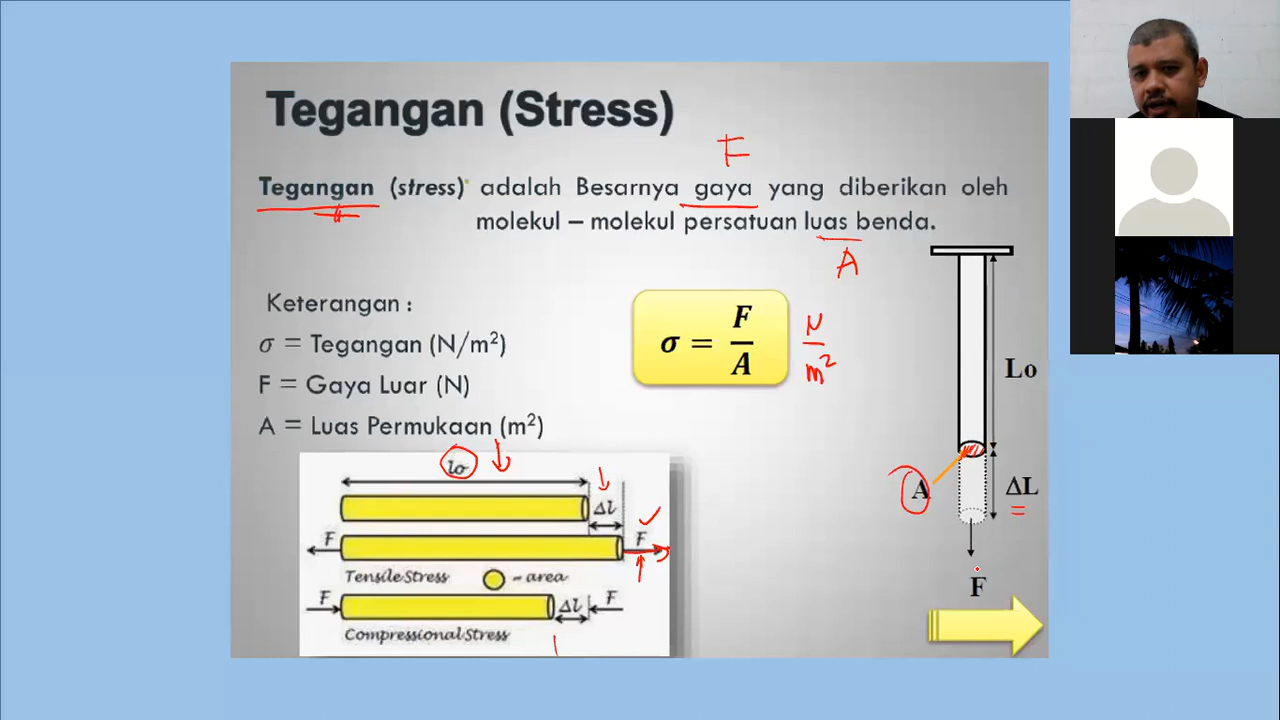 Tegangan (Stress)
F
Tegangan (stress) adalah Besarnya gaya yang diberikan oleh
molekul – molekul persatuan luas benda.
A
Keterangan :
σ = Tegangan (N/m²)
F = Gaya Luar (N)
A = Luas Permukaan (m²)
σ = F/A
N/m²
Lo
A
ΔL
F
lo
Δl
F
F
Tensile Stress
= area
F
Δl
F
Compressional Stress